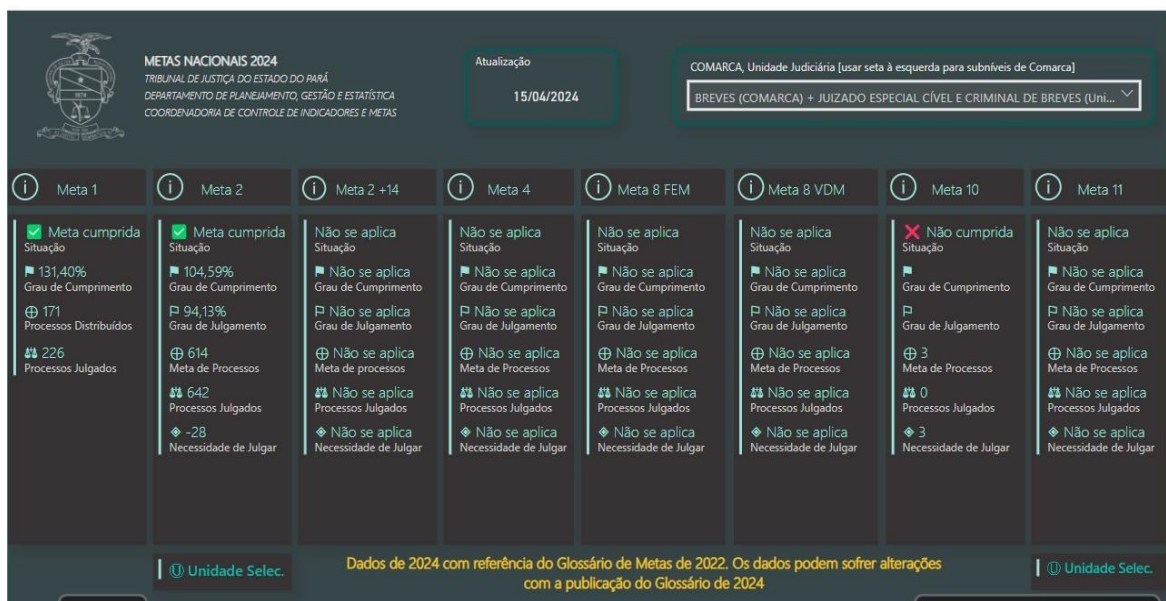 METAS NACIONAIS 2024
TRIBUNAL DE JUSTIÇA DO ESTADO DO PARÁ
DEPARTAMENTO DE PLANEJAMENTO, GESTÃO E ESTATÍSTICA
COORDENADORIA DE CONTROLE DE INDICADORES E METAS
Atualização
15/04/2024
COMARCA, Unidade Judiciária [usar seta à esquerda para subníveis de Comarca]
BREVES (COMARCA) + JUIZADO ESPECIAL CÍVEL E CRIMINAL DE BREVES (Uni...
Meta 1
Meta cumprida
Situação
131,40%
Grau de Cumprimento
171
Processos Distribuídos
226
Processos Julgados
Meta 2
Meta cumprida
Situação
104,59%
Grau de Cumprimento
94,13%
Grau de Julgamento
614
Meta de Processos
642
Processos Julgados
-28
Necessidade de Julgar
Unidade Selec.
Meta 2 +14
Não se aplica
Situação
Não se aplica
Grau de Cumprimento
Não se aplica
Grau de Julgamento
Não se aplica
Meta de processos
Não se aplica
Processos Julgados
Não se aplica
Necessidade de Julgar
Meta 4
Não se aplica
Situação
Não se aplica
Grau de Cumprimento
Não se aplica
Grau de Julgamento
Não se aplica
Meta de Processos
Não se aplica
Processos Julgados
Não se aplica
Necessidade de Julgar
Meta 8 FEM
Não se aplica
Situação
Não se aplica
Grau de Cumprimento
Não se aplica
Grau de Julgamento
Não se aplica
Meta de Processos
Não se aplica
Processos Julgados
Não se aplica
Necessidade de Julgar
Meta 8 VDM
Não se aplica
Situação
Não se aplica
Grau de Cumprimento
Não se aplica
Grau de Julgamento
Não se aplica
Meta de Processos
Não se aplica
Processos Julgados
Não se aplica
Necessidade de Julgar
Meta 10
Não cumprida
Situação
Grau de Cumprimento
Grau de Julgamento
3
Meta de Processos
0
Processos Julgados
3
Necessidade de Julgar
Meta 11
Não se aplica
Situação
Não se aplica
Grau de Cumprimento
Não se aplica
Grau de Julgamento
Não se aplica
Meta de Processos
Não se aplica
Processos Julgados
Não se aplica
Necessidade de Julgar
Unidade Selec.
Dados de 2024 com referência do Glossário de Metas de 2022. Os dados podem sofrer alterações
com a publicação do Glossário de 2024